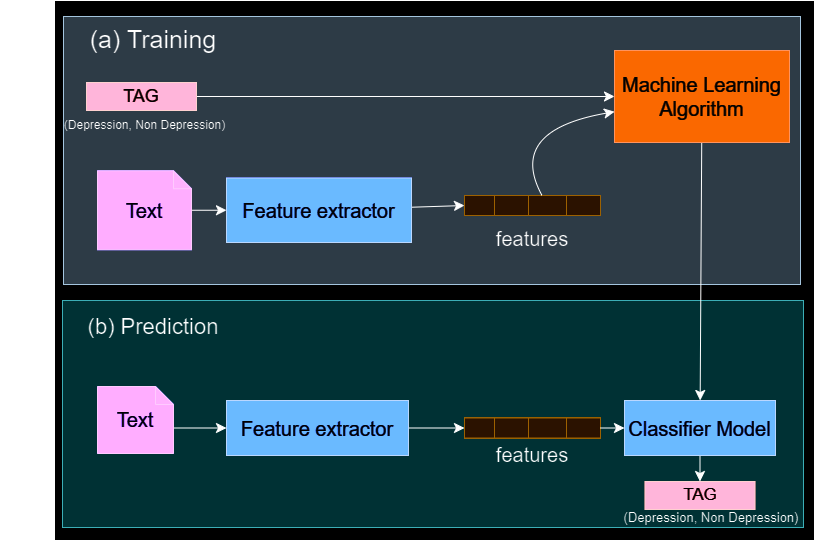 (a) Training
TAG
(Depression, Non Depression)
Machine Learning
Algorithm
Text
Feature extractor
features
(b) Prediction
Text
Feature extractor
features
Classifier Model
TAG
(Depression, Non Depression)